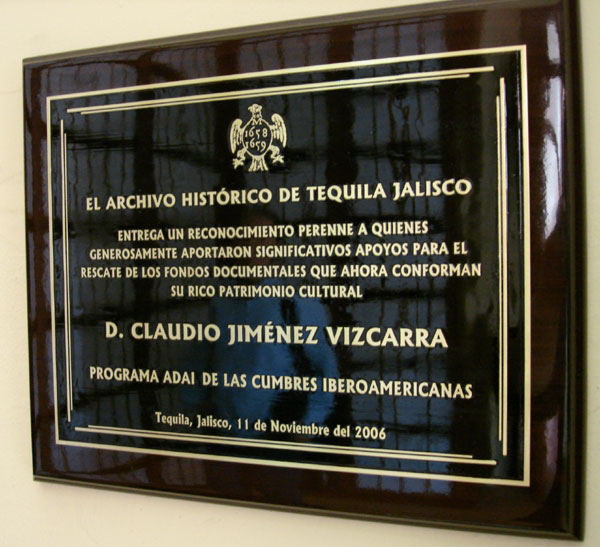 1658
1659
EL ARCHIVO HISTÓRICO DE TEQUILA JALISCO
ENTREGA UN RECONOCIMIENTO PERENNE A QUIENES
GENEROSAMENTE APORTARON SIGNIFICATIVOS APOYOS PARA EL
RESCATE DE LOS FONDOS DOCUMENTALES QUE AHORA CONFORMAN
SU RICO PATRIMONIO CULTURAL
D. CLAUDIO JIMÉNEZ VIZCARRA
PROGRAMA ADAI DE LAS CUMBRES IBEROAMERICANAS
Tequila, Jalisco, 11 de Noviembre del 2006